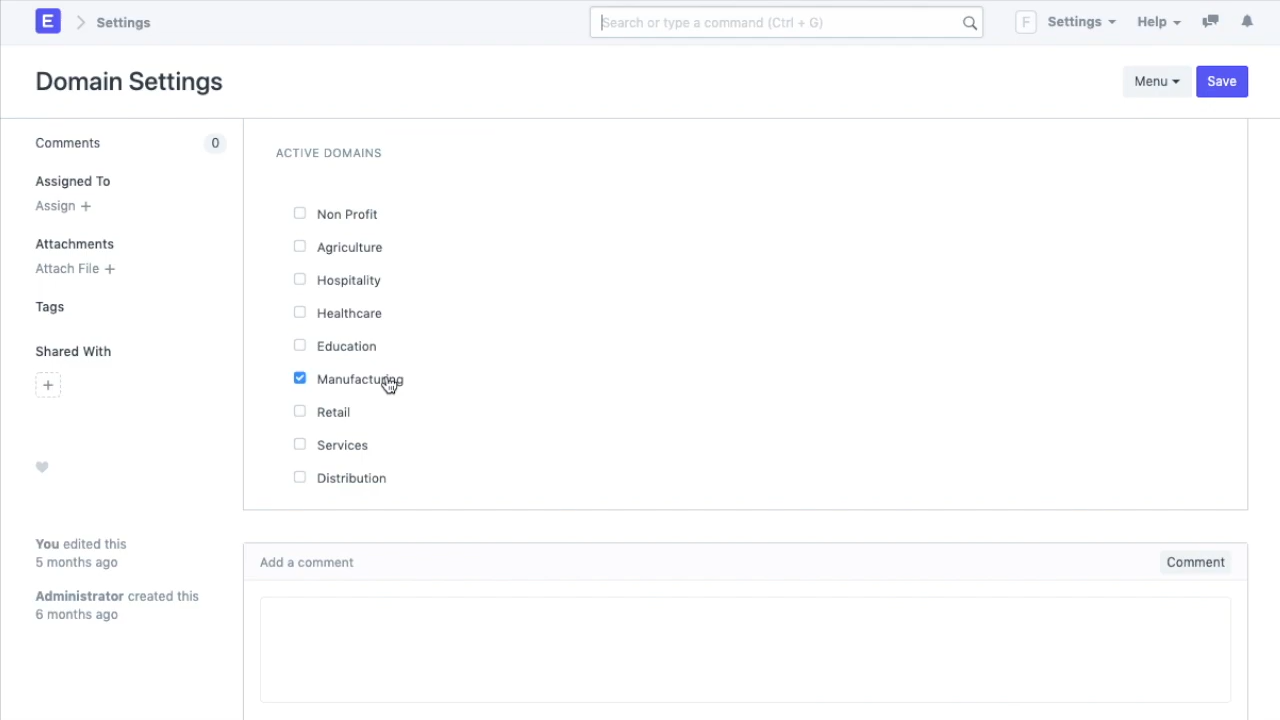 E Settings
Search or type a command (Ctrl + G)
F Settings Help
Domain Settings
Menu Save
Comments 0
Assigned To
Assign +
Attachments
Attach File +
Tags
Shared With
+
You edited this
5 months ago
Administrator created this
6 months ago
ACTIVE DOMAINS
Non Profit
Agriculture
Hospitality
Healthcare
Education
Manufacturing
Retail
Services
Distribution
Add a comment
Comment